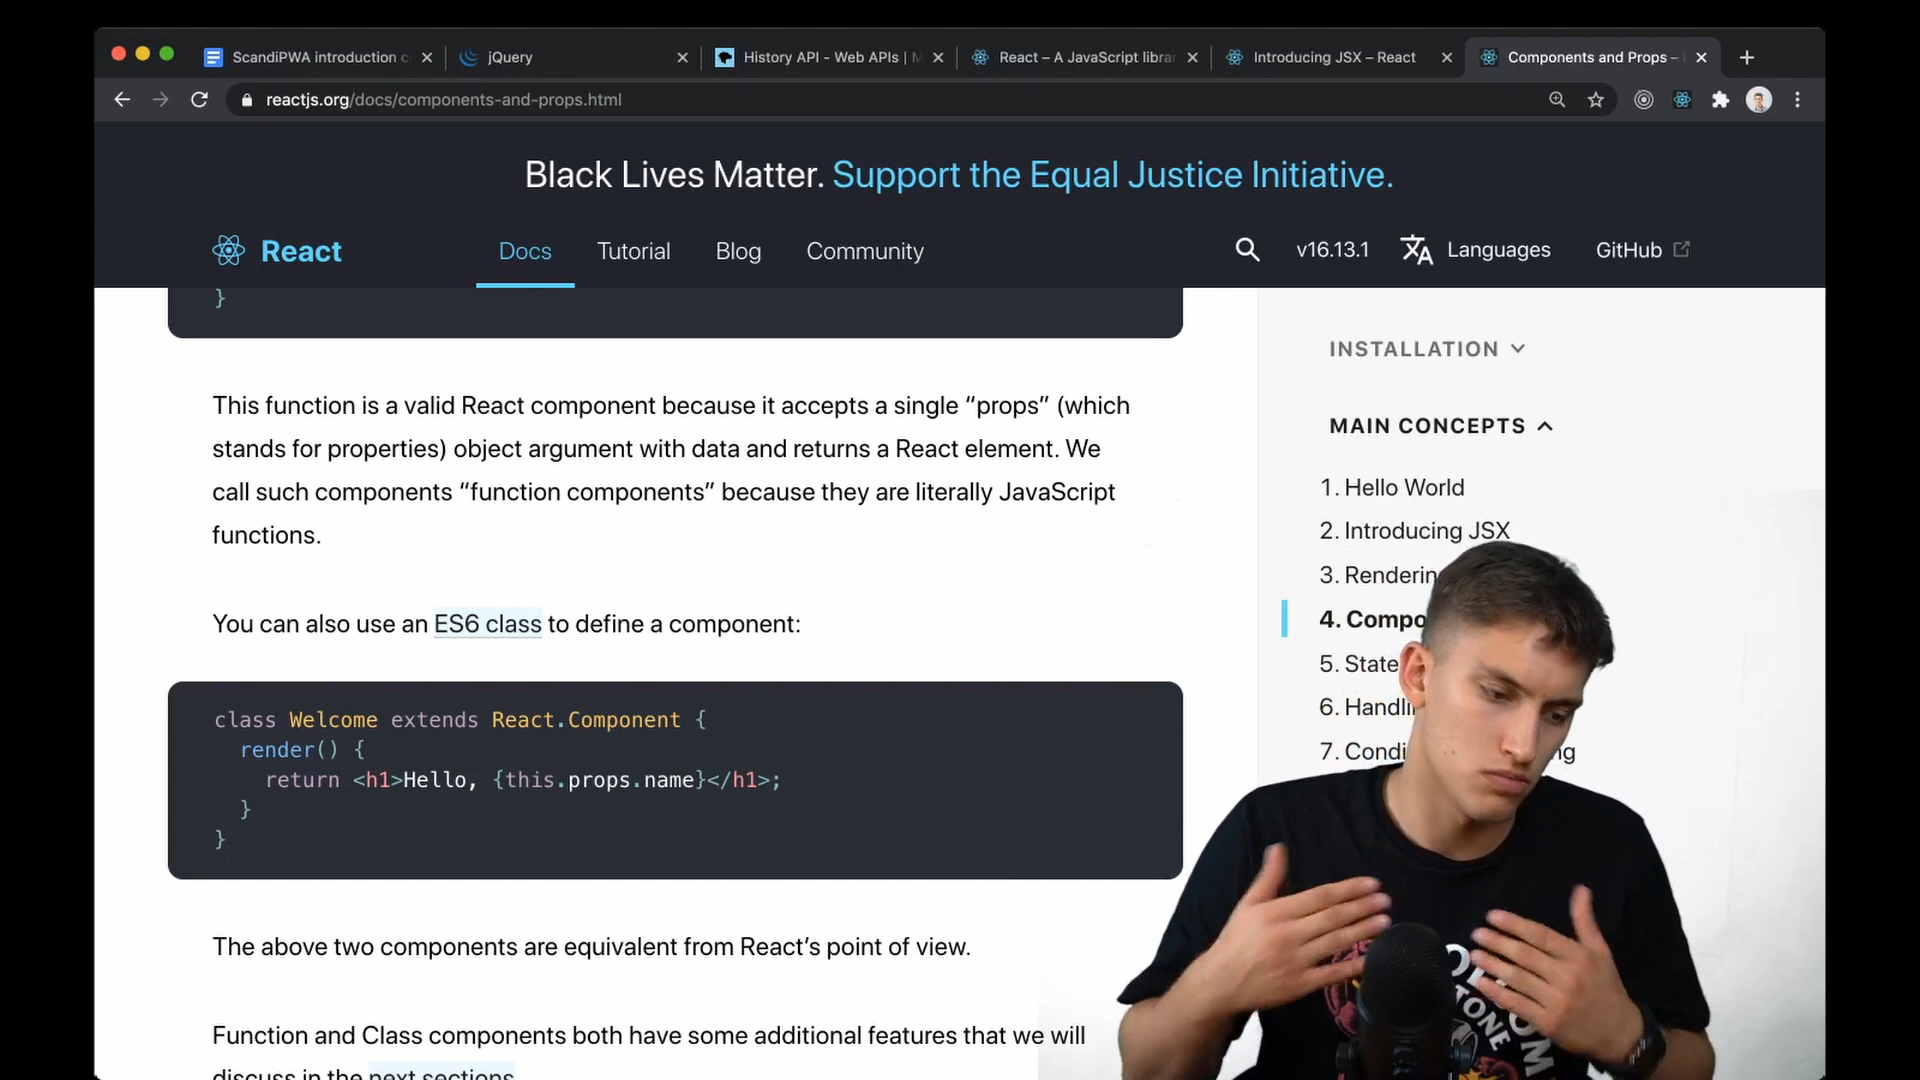 ScandiPWA introduction c
jQuery
History API - Web APIs | M
React – A JavaScript librar
Introducing JSX – React
Components and Props –
reactjs.org/docs/components-and-props.html
Black Lives Matter. Support the Equal Justice Initiative.
React
Docs
Tutorial
Blog
Community
v16.13.1
Languages
GitHub
}
This function is a valid React component because it accepts a single “props” (which
stands for properties) object argument with data and returns a React element. We
call such components “function components” because they are literally JavaScript
functions.
You can also use an ES6 class to define a component:
class Welcome extends React.Component {
render() {
return <h1>Hello, {this.props.name}</h1>;
}
}
The above two components are equivalent from React’s point of view.
Function and Class components both have some additional features that we will
discuss in the next sections.
INSTALLATION
MAIN CONCEPTS
1. Hello World
2. Introducing JSX
3. Renderin
4. Compo
5. State
6. Handli
7. Condi ng